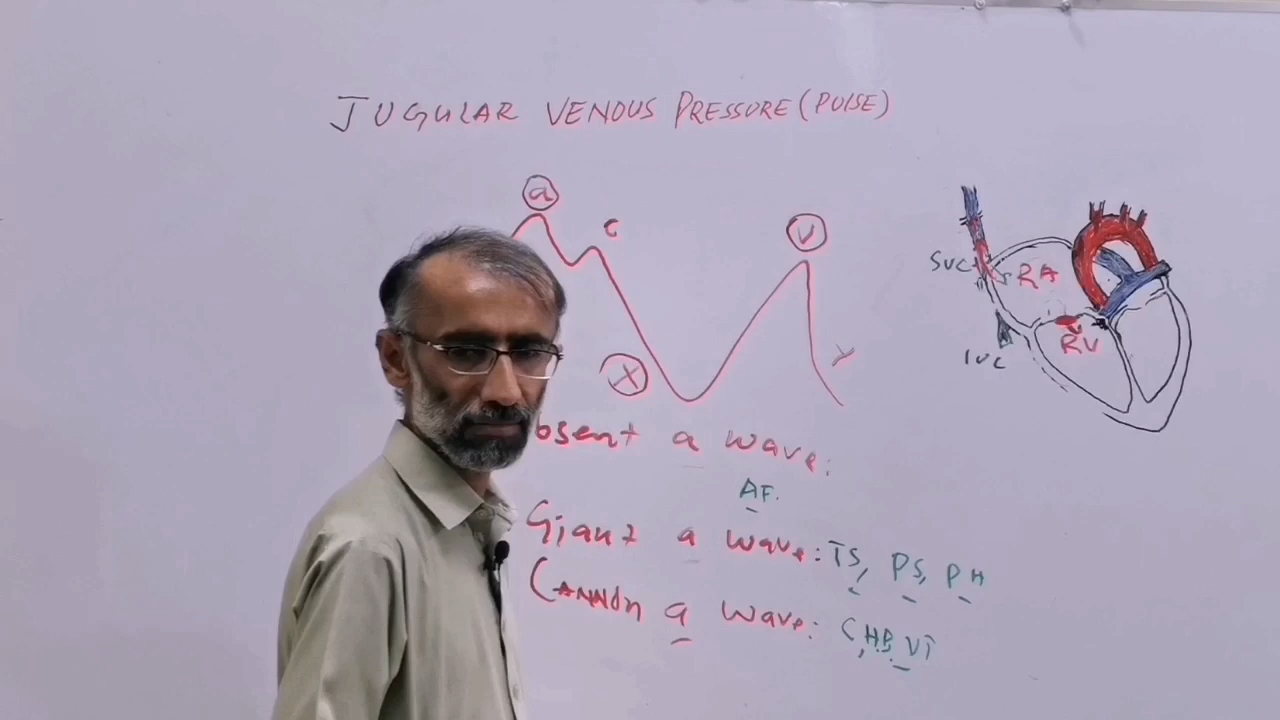 JUGULAR VENOUS PRESSURE (PULSE)
a
c
v
x
y
SVC
RA
RV
IVC
bsent a wave:
AF.
Giant a wave: TS, PS, PH
Cannon a wave: CHB, VT